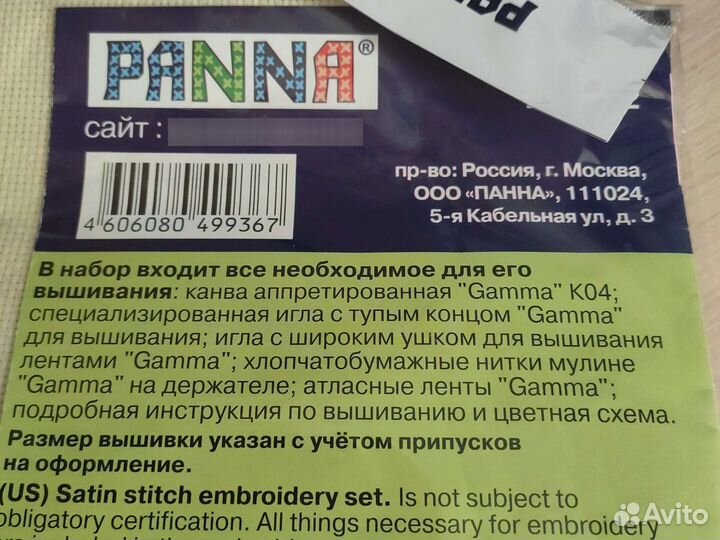 PANNA®
сайт :
4 606080 499367
пр-во: Россия, г. Москва,
ООО «ПАННА», 111024,
5-я Кабельная ул, д. 3
В набор входит все необходимое для его
вышивания: канва аппретированная "Gamma" K04;
специализированная игла с тупым концом "Gamma"
для вышивания; игла с широким ушком для вышивания
лентами "Gamma"; хлопчатобумажные нитки мулине
"Gamma" на держателе; атласные ленты "Gamma";
подробная инструкция по вышиванию и цветная схема.
Размер вышивки указан с учётом припусков
на оформление.
(US) Satin stitch embroidery set. Is not subject to
obligatory certification. All things necessary for embroidery
Avito